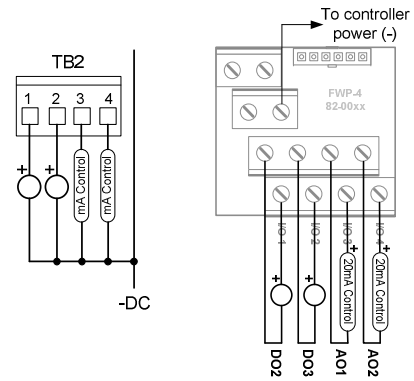 To controller
power (-)
TB2
1 2 3 4
+ +
mA Control
mA Control
-DC
FWP-4
82-00xx
I/O 1 I/O 2 I/O 3 I/O 4
+ + + +
20mA Control
20mA Control
DO2 DO3 AO1 AO2